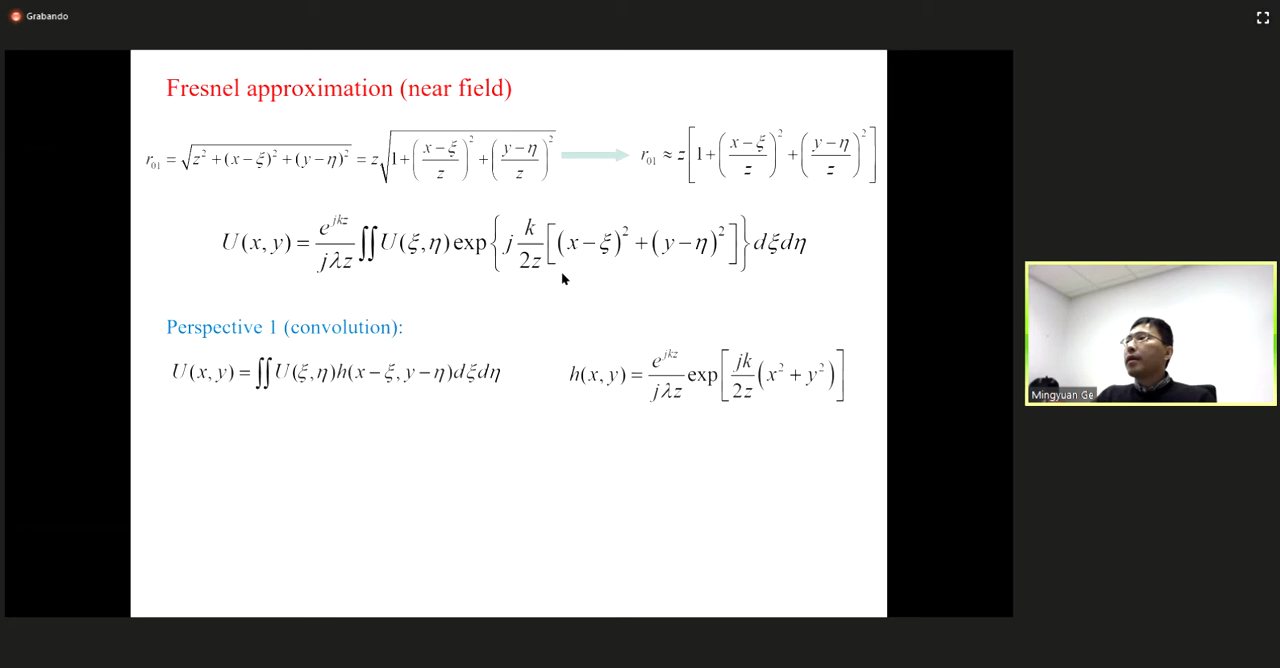 Grabando
Fresnel approximation (near field)
r₀₁ = √(z² + (x−ξ)² + (y−η)²) = z√(1 + ((x−ξ)/z)² + ((y−η)/z)²) → r₀₁ ≈ z[1 + ((x−ξ)/z)² + ((y−η)/z)²]
U(x, y) = e^{jkz}/(jλz) ∬ U(ξ, η) exp{j k/(2z) [(x−ξ)² + (y−η)²]} dξdη
Perspective 1 (convolution):
U(x, y) = ∬ U(ξ, η)h(x−ξ, y−η)dξdη h(x, y) = e^{jkz}/(jλz) exp[jk/(2z) (x² + y²)]
Mingyuan Ge